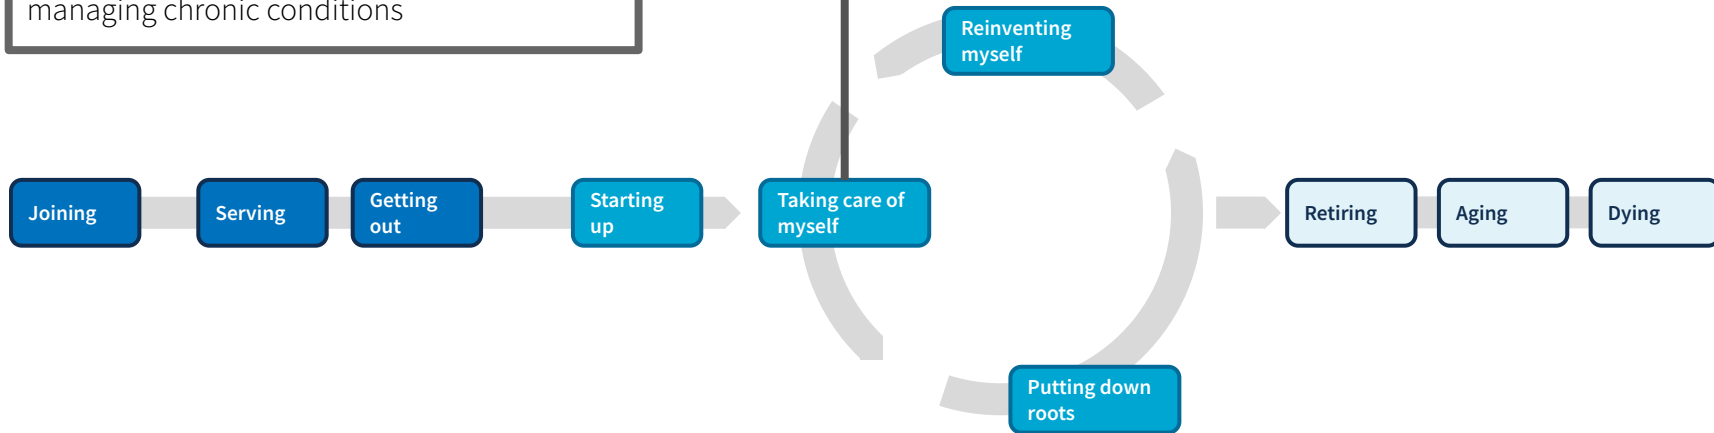 managing chronic conditions
Reinventing
myself
Joining
Serving
Getting
out
Starting
up
Taking care of
myself
Retiring
Aging
Dying
Putting down
roots